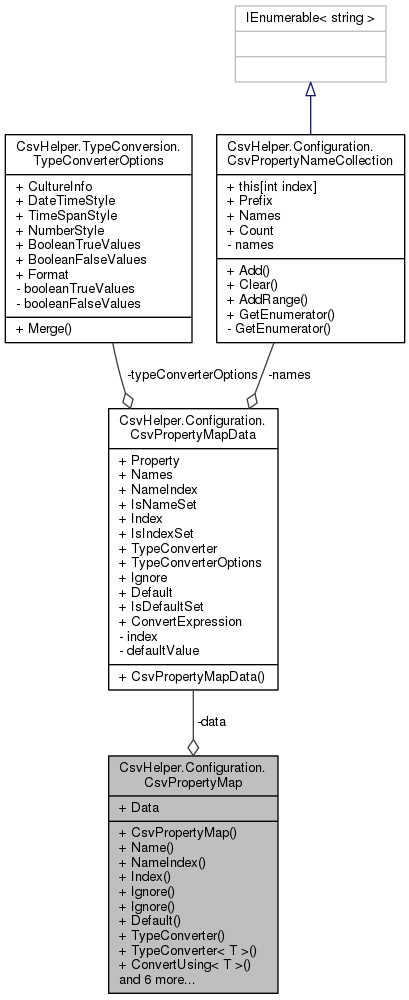 IEnumerable< string >
CsvHelper.TypeConversion.
TypeConverterOptions
+ CultureInfo
+ DateTimeStyle
+ TimeSpanStyle
+ NumberStyle
+ BooleanTrueValues
+ BooleanFalseValues
+ Format
- booleanTrueValues
- booleanFalseValues
+ Merge()
CsvHelper.Configuration.
CsvPropertyNameCollection
+ this[int index]
+ Prefix
+ Names
+ Count
- names
+ Add()
+ Clear()
+ AddRange()
+ GetEnumerator()
- GetEnumerator()
-typeConverterOptions
-names
CsvHelper.Configuration.
CsvPropertyMapData
+ Property
+ Names
+ NameIndex
+ IsNameSet
+ Index
+ IsIndexSet
+ TypeConverter
+ TypeConverterOptions
+ Ignore
+ Default
+ IsDefaultSet
+ ConvertExpression
- index
- defaultValue
+ CsvPropertyMapData()
-data
CsvHelper.Configuration.
CsvPropertyMap
+ Data
+ CsvPropertyMap()
+ Name()
+ NameIndex()
+ Index()
+ Ignore()
+ Ignore()
+ Default()
+ TypeConverter()
+ TypeConverter< T >()
+ ConvertUsing< T >()
and 6 more...